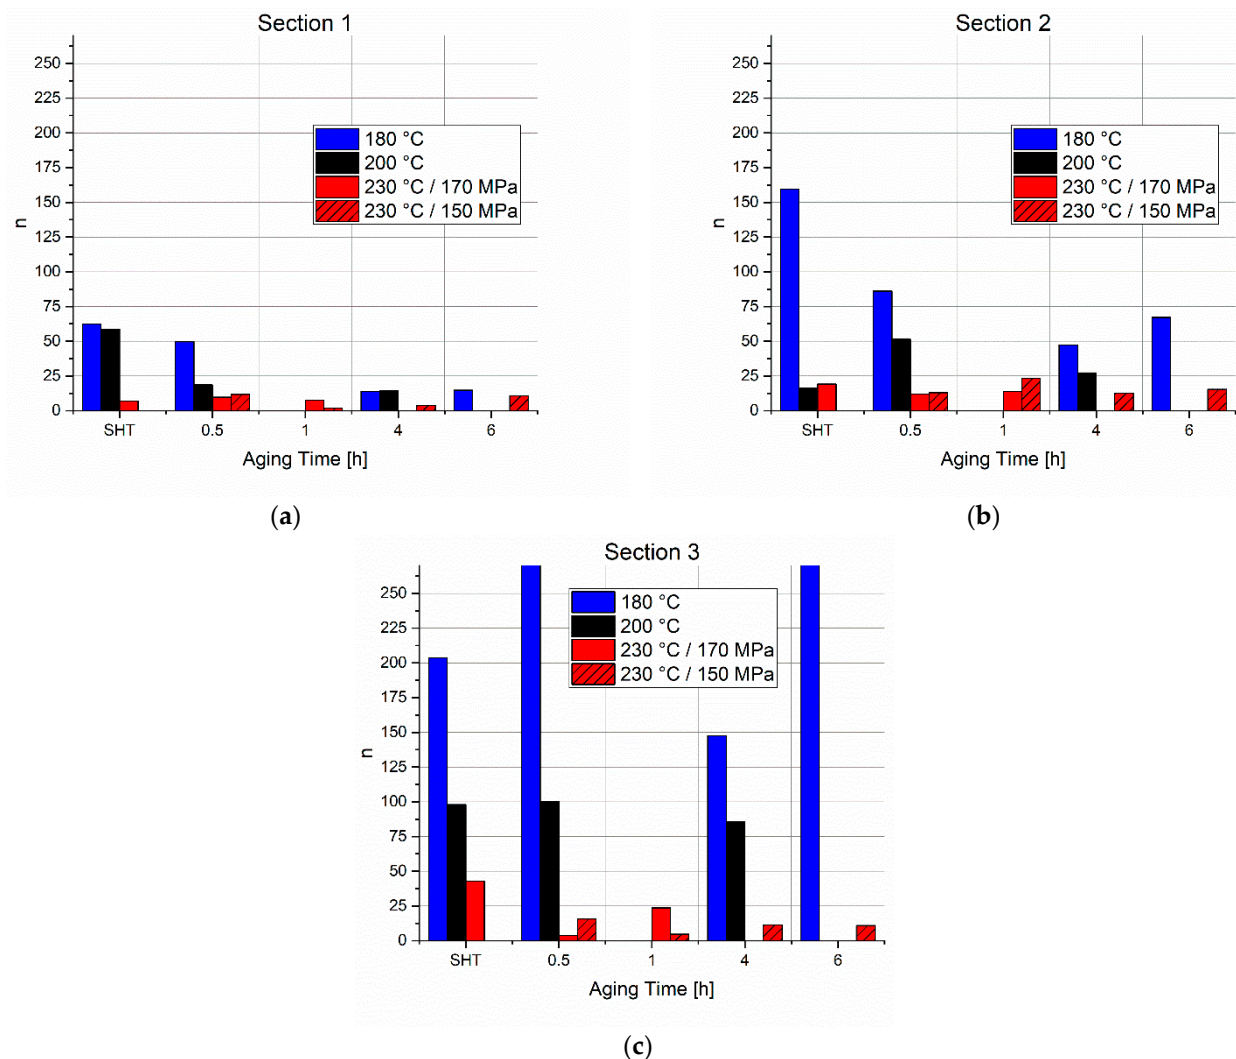 Section 1
250
225
200
175
150
125
100
75
50
25
0
n
180 °C
200 °C
230 °C / 170 MPa
230 °C / 150 MPa
SHT 0.5 1 4 6
Aging Time [h]
(a)
Section 2
250
225
200
175
150
125
100
75
50
25
0
n
180 °C
200 °C
230 °C / 170 MPa
230 °C / 150 MPa
SHT 0.5 1 4 6
Aging Time [h]
(b)
Section 3
250
225
200
175
150
125
100
75
50
25
0
n
180 °C
200 °C
230 °C / 170 MPa
230 °C / 150 MPa
SHT 0.5 1 4 6
Aging Time [h]
(c)